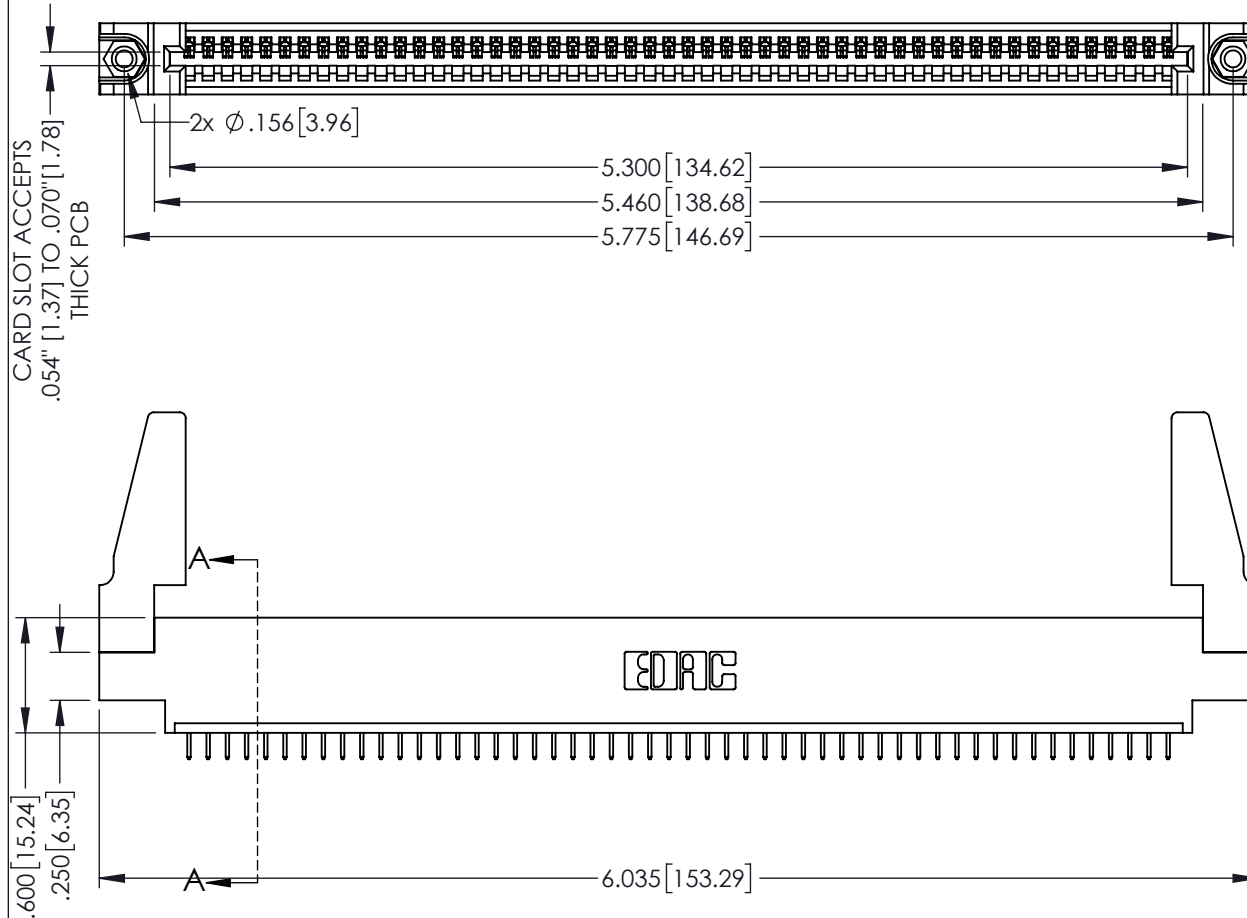 2x Ø.156[3.96]
5.300[134.62]
5.460[138.68]
5.775[146.69]
CARD SLOT ACCEPTS
.054" [1.37] TO .070"[1.78]
THICK PCB
A
EDAC
.600[15.24]
.250[6.35]
A
6.035[153.29]